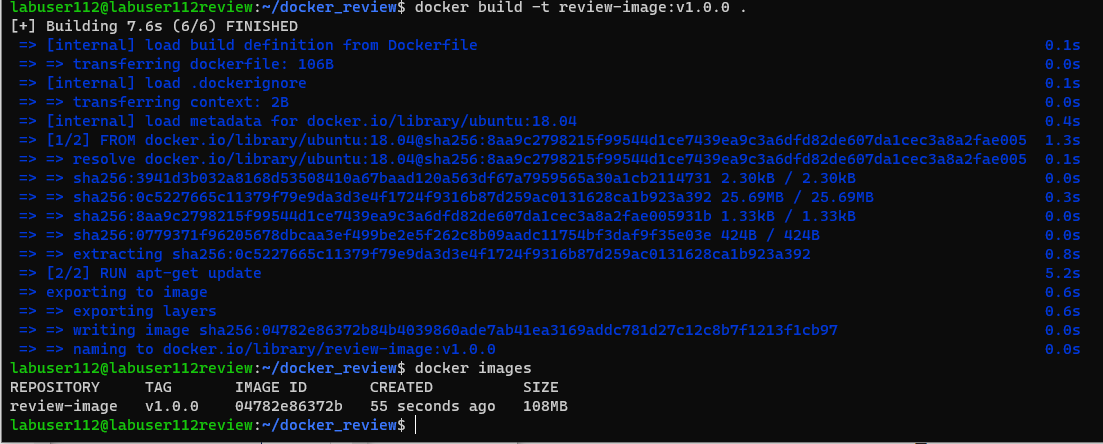 labuser112@labuser112review:~/docker_review$ docker build -t review-image:v1.0.0 .
[+] Building 7.6s (6/6) FINISHED
=> [internal] load build definition from Dockerfile 0.1s
=> => transferring dockerfile: 106B 0.0s
=> [internal] load .dockerignore 0.1s
=> => transferring context: 2B 0.0s
=> [internal] load metadata for docker.io/library/ubuntu:18.04 0.4s
=> [1/2] FROM docker.io/library/ubuntu:18.04@sha256:8aa9c2798215f99544d1ce7439ea9c3a6dfd82de607da1cec3a8a2fae005 1.3s
=> => resolve docker.io/library/ubuntu:18.04@sha256:8aa9c2798215f99544d1ce7439ea9c3a6dfd82de607da1cec3a8a2fae005 0.1s
=> => sha256:3941d3b032a8168d53508410a67baad120a563df67a7959565a30a1cb2114731 2.30kB / 2.30kB 0.0s
=> => sha256:0c5227665c11379f79e9da3d3e4f1724f9316b87d259ac0131628ca1b923a392 25.69MB / 25.69MB 0.3s
=> => sha256:8aa9c2798215f99544d1ce7439ea9c3a6dfd82de607da1cec3a8a2fae005931b 1.33kB / 1.33kB 0.0s
=> => sha256:0779371f96205678dbcaa3ef499be2e5f262c8b09aadc11754bf3daf9f35e03e 424B / 424B 0.0s
=> => extracting sha256:0c5227665c11379f79e9da3d3e4f1724f9316b87d259ac0131628ca1b923a392 0.8s
=> [2/2] RUN apt-get update 5.2s
=> exporting to image 0.6s
=> => exporting layers 0.6s
=> => writing image sha256:04782e86372b84b4039860ade7ab41ea3169addc781d27c12c8b7f1213f1cb97 0.0s
=> => naming to docker.io/library/review-image:v1.0.0 0.0s
labuser112@labuser112review:~/docker_review$ docker images
REPOSITORY TAG IMAGE ID CREATED SIZE
review-image v1.0.0 04782e86372b 55 seconds ago 108MB
labuser112@labuser112review:~/docker_review$